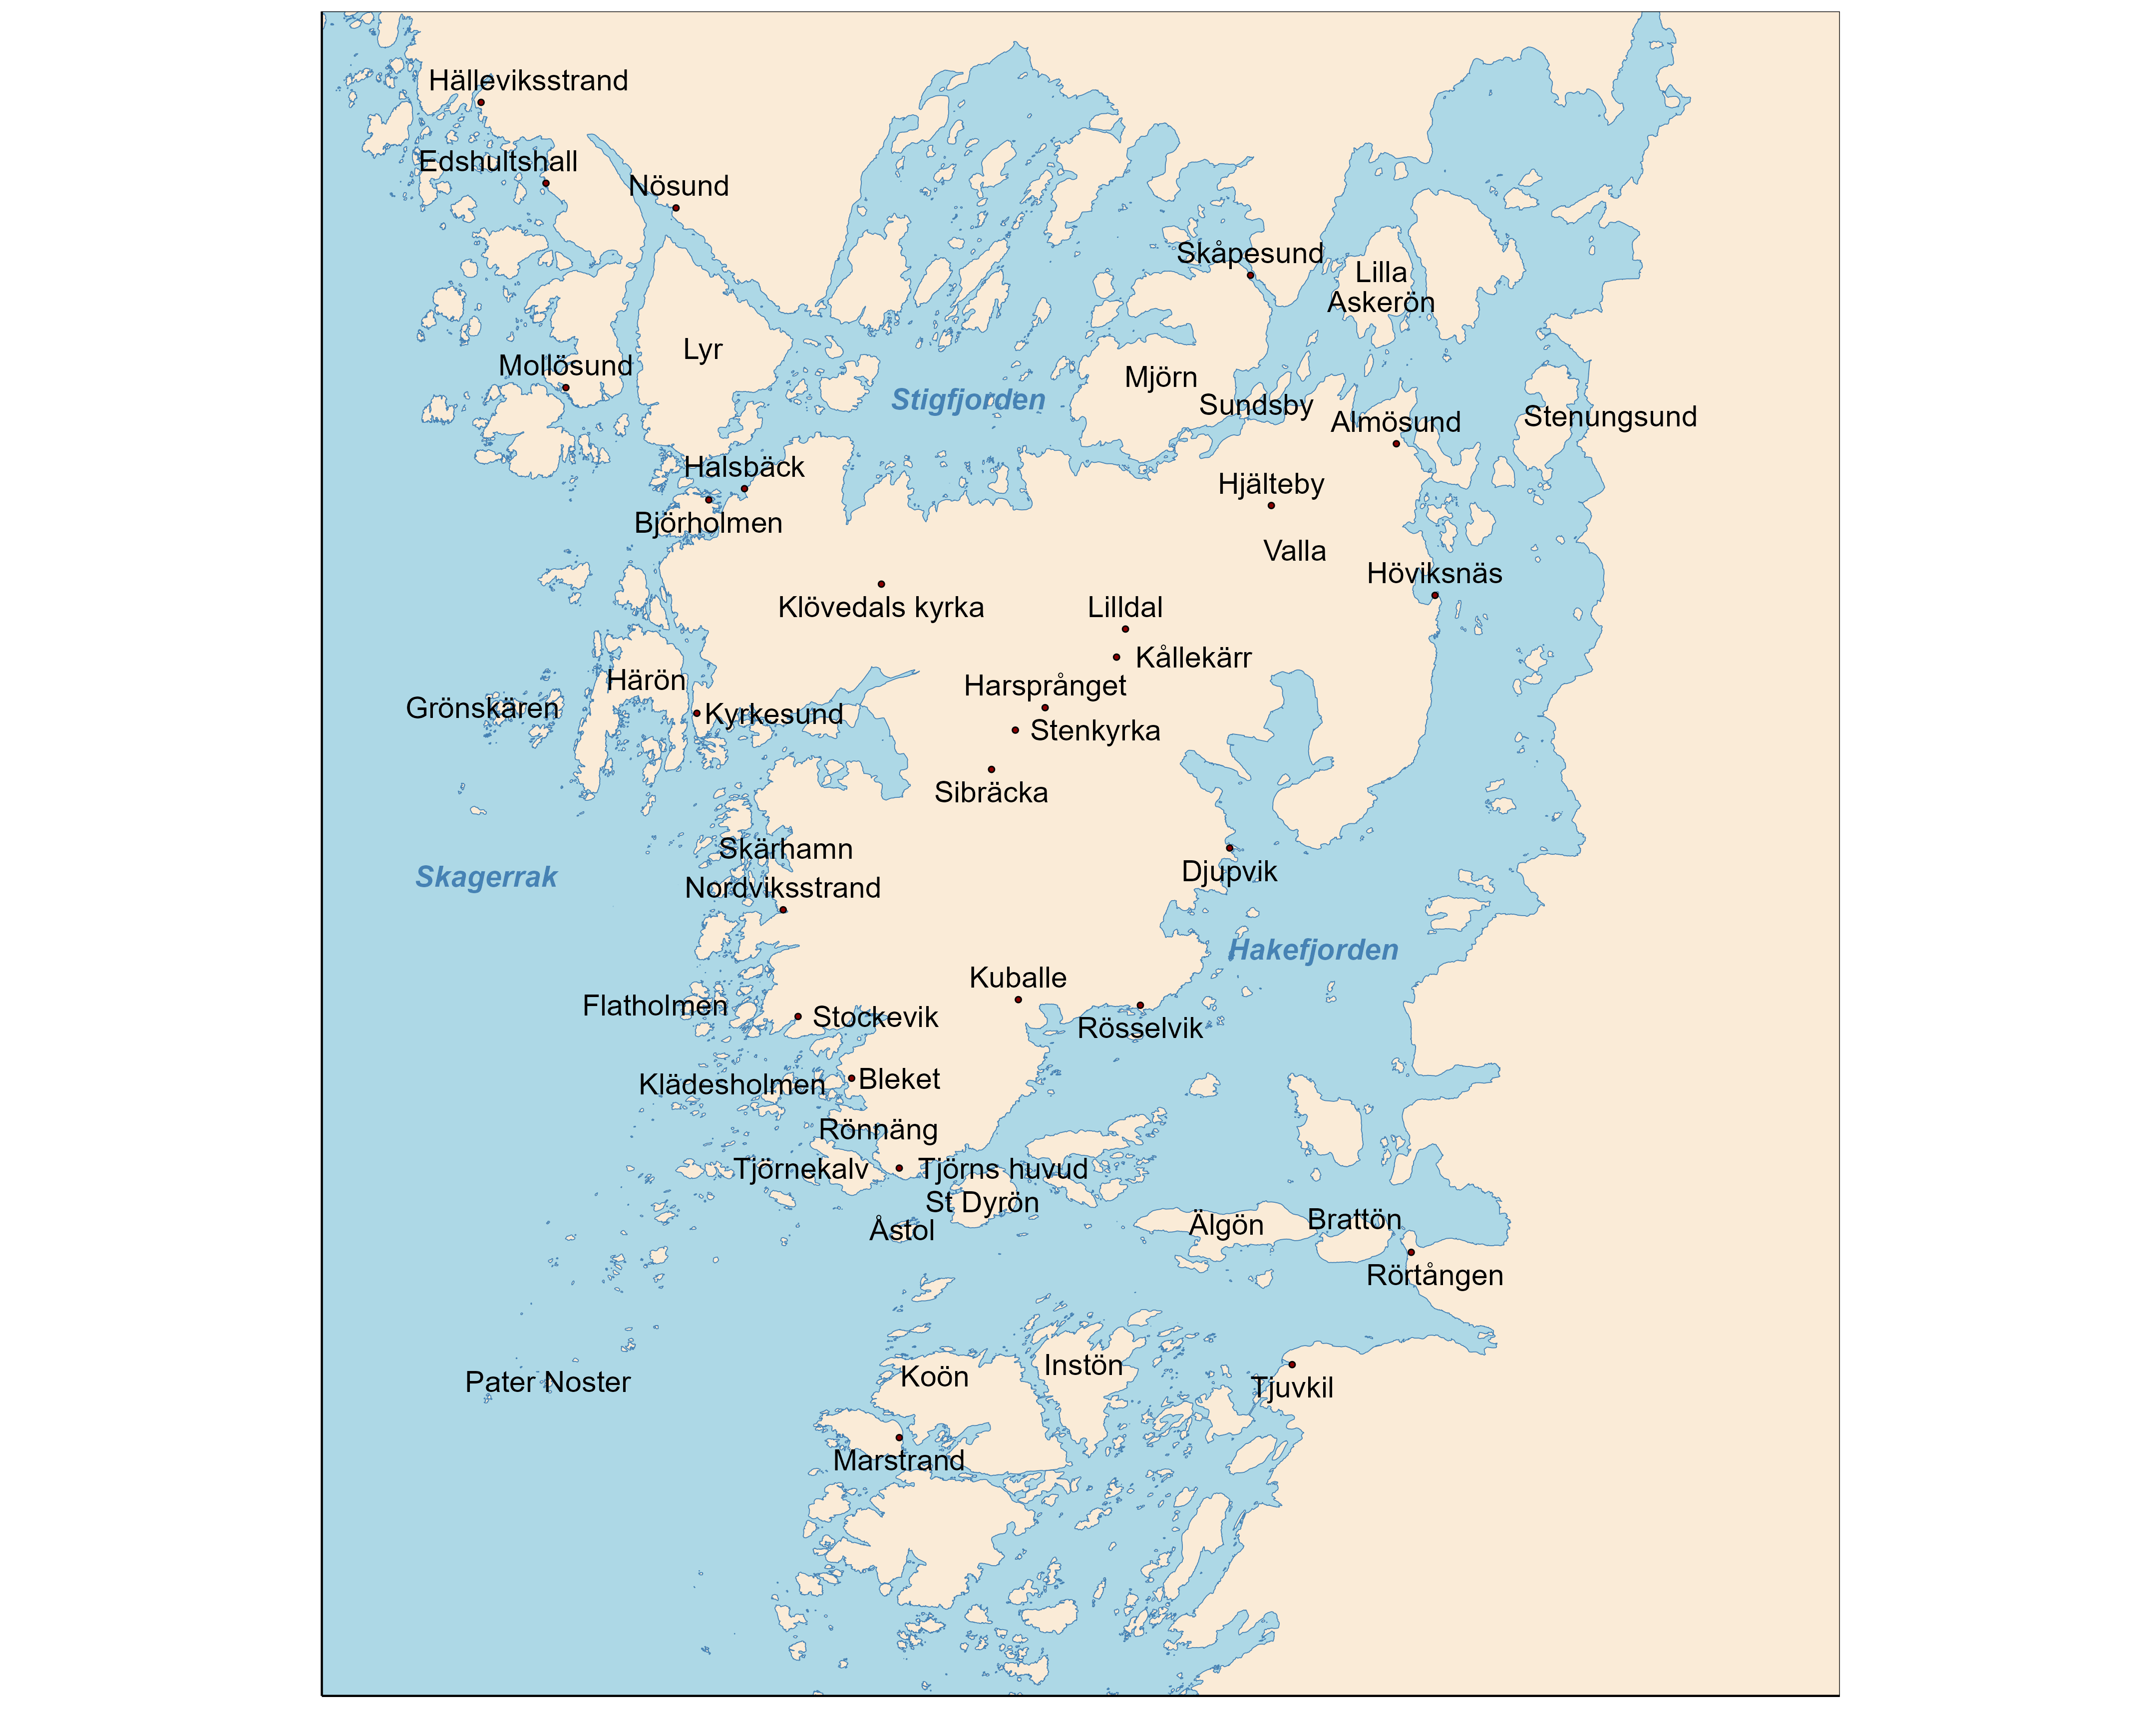 Hälleviksstrand
Edshultshall
Nösund
Skåpesund
Lilla
Askerön
Lyr
Mollösund
Mjörn
Stigfjorden
Sundsby
Almösund
Stenungsund
Halsbäck
Hjälteby
Björholmen
Valla
Höviksnäs
Klövedals kyrka
Lilldal
Kållekärr
Härön
Harsprånget
Grönskären
Kyrkesund
Stenkyrka
Sibräcka
Skärhamn
Djupvik
Skagerrak
Nordviksstrand
Hakefjorden
Kuballe
Flatholmen
Stockevik
Rösselvik
Klädesholmen
Bleket
Rönnäng
Tjörnekalv
Tjörns huvud
St Dyrön
Åstol
Älgön
Brattön
Rörtången
Instön
Koön
Pater Noster
Tjuvkil
Marstrand